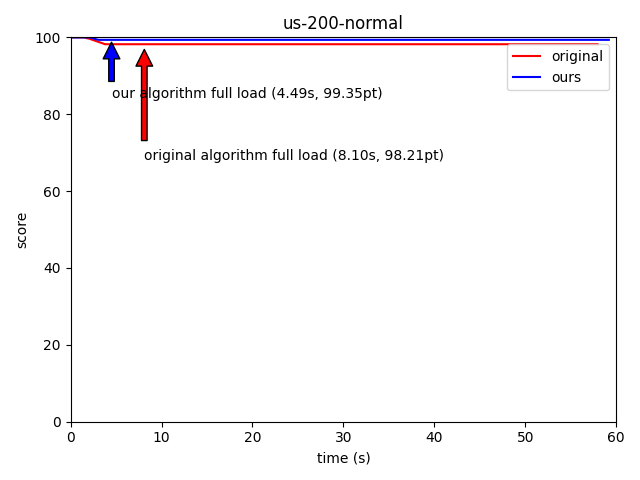 us-200-normal
100
80
60
40
20
0
score
original
ours
our algorithm full load (4.49s, 99.35pt)
original algorithm full load (8.10s, 98.21pt)
0 10 20 30 40 50 60
time (s)